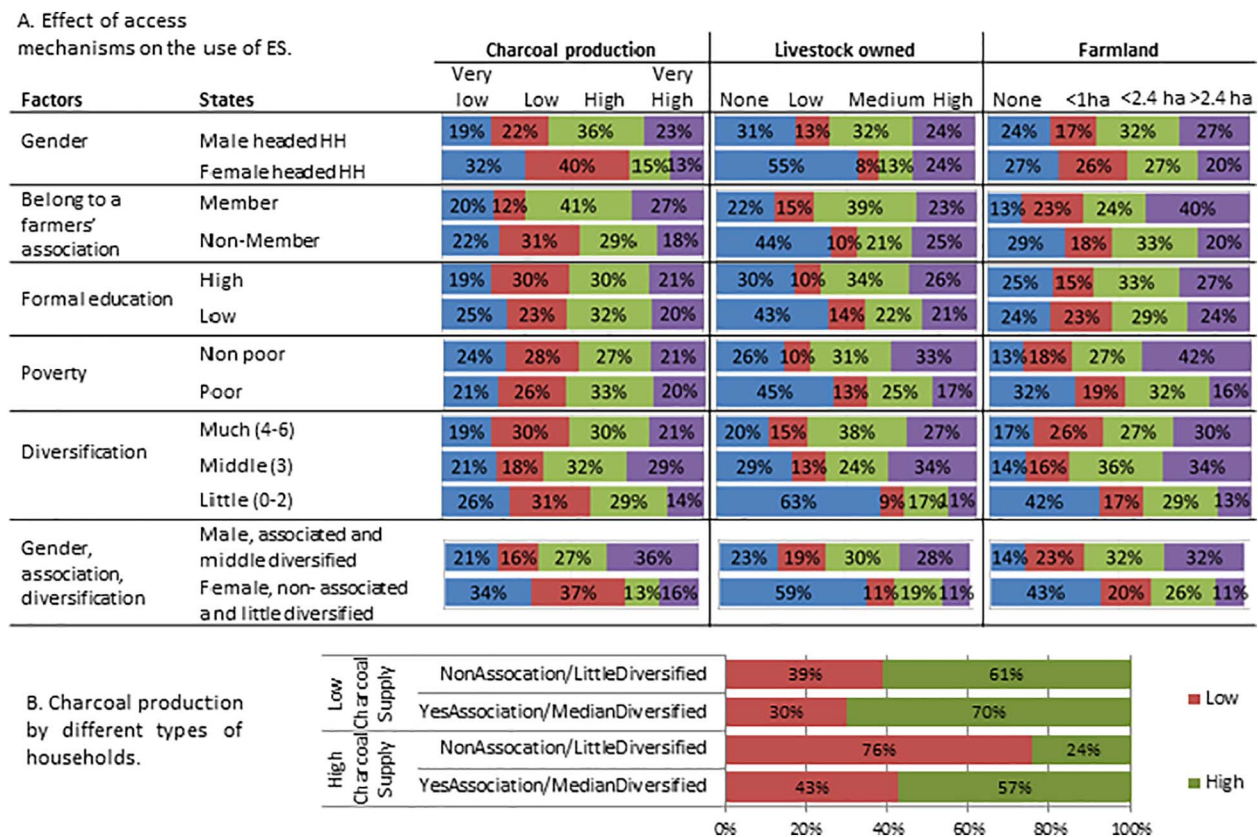 A. Effect of access
mechanisms on the use of ES.
Charcoal production Livestock owned Farmland
Factors States Very low Low High Very High None Low Medium High None <1ha <2.4 ha >2.4 ha
Gender
Male headed HH 19% 22% 36% 23% 31% 13% 32% 24% 24% 17% 32% 27%
Female headed HH 32% 40% 15% 13% 55% 8% 13% 24% 27% 26% 27% 20%
Belong to a
farmers'
association
Member 20% 12% 41% 27% 22% 15% 39% 23% 13% 23% 24% 40%
Non-Member 22% 31% 29% 18% 44% 10% 21% 25% 29% 18% 33% 20%
Formal education
High 19% 30% 30% 21% 30% 10% 34% 26% 25% 15% 33% 27%
Low 25% 23% 32% 20% 43% 14% 22% 21% 24% 23% 29% 24%
Poverty
Non poor 24% 28% 27% 21% 26% 10% 31% 33% 13% 18% 27% 42%
Poor 21% 26% 33% 20% 45% 13% 25% 17% 32% 19% 32% 16%
Diversification
Much (4-6) 19% 30% 30% 21% 20% 15% 38% 27% 17% 26% 27% 30%
Middle (3) 21% 18% 32% 29% 29% 13% 24% 34% 14% 16% 36% 34%
Little (0-2) 26% 31% 29% 14% 63% 9% 17% 11% 42% 17% 29% 13%
Gender,
association,
diversification
Male, associated and
middle diversified 21% 16% 27% 36% 23% 19% 30% 28% 14% 23% 32% 32%
Female, non-associated
and little diversified 34% 37% 13% 16% 59% 11% 19% 11% 43% 20% 26% 11%
B. Charcoal production
by different types of
households.
Low Charcoal Supply
NonAssocation/LittleDiversified 39% 61%
YesAssociation/MedianDiversified 30% 70%
High Charcoal Supply
NonAssocation/LittleDiversified 76% 24%
YesAssociation/MedianDiversified 43% 57%
0% 20% 40% 60% 80% 100%
Low
High